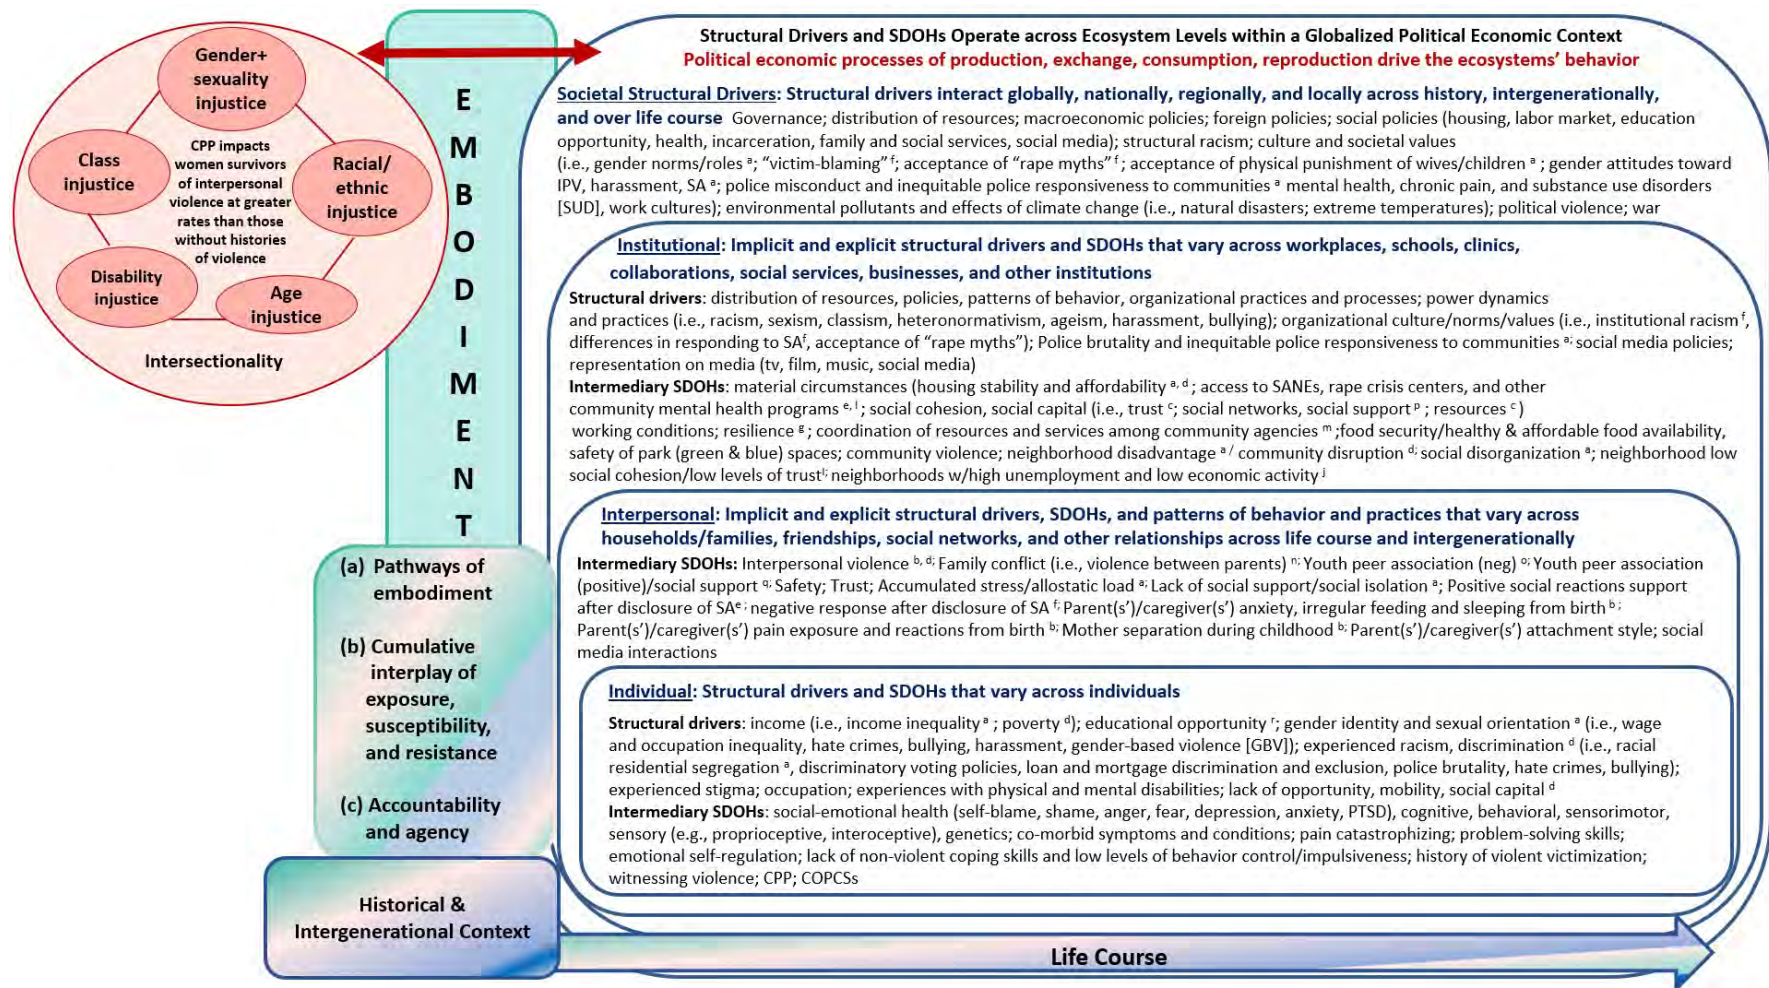 Gender+
sexuality
injustice
Class
injustice
CPP impacts
women survivors
of interpersonal
violence at greater
rates than those
without histories
of violence
Racial/
ethnic
injustice
Disability
injustice
Age
injustice
Intersectionality
E
M
B
O
D
I
M
E
N
T
(a) Pathways of
embodiment
(b) Cumulative
interplay of
exposure,
susceptibility,
and resistance
(c) Accountability
and agency
Historical &
Intergenerational Context
Structural Drivers and SDOHs Operate across Ecosystem Levels within a Globalized Political Economic Context
Political economic processes of production, exchange, consumption, reproduction drive the ecosystems' behavior
Societal Structural Drivers: Structural drivers interact globally, nationally, regionally, and locally across history, intergenerationally,
and over life course Governance; distribution of resources; macroeconomic policies; foreign policies; social policies (housing, labor market, education
opportunity, health, incarceration, family and social services, social media); structural racism; culture and societal values
(i.e., gender norms/roles a; "victim-blaming" f; acceptance of "rape myths" f ; acceptance of physical punishment of wives/children a ; gender attitudes toward
IPV, harassment, SA a; police misconduct and inequitable police responsiveness to communities a mental health, chronic pain, and substance use disorders
[SUD], work cultures); environmental pollutants and effects of climate change (i.e., natural disasters; extreme temperatures); political violence; war
Institutional: Implicit and explicit structural drivers and SDOHs that vary across workplaces, schools, clinics,
collaborations, social services, businesses, and other institutions
Structural drivers: distribution of resources, policies, patterns of behavior, organizational practices and processes; power dynamics
and practices (i.e., racism, sexism, classism, heteronormativism, ageism, harassment, bullying); organizational culture/norms/values (i.e., institutional racism f,
differences in responding to SAf, acceptance of "rape myths"); Police brutality and inequitable police responsiveness to communities a; social media policies;
representation on media (tv, film, music, social media)
Intermediary SDOHs: material circumstances (housing stability and affordability a, d ; access to SANEs, rape crisis centers, and other
community mental health programs e, l ; social cohesion, social capital (i.e., trust c; social networks, social support p ; resources c )
working conditions; resilience g ; coordination of resources and services among community agencies m ;food security/healthy & affordable food availability,
safety of park (green & blue) spaces; community violence; neighborhood disadvantage a / community disruption d; social disorganization a; neighborhood low
social cohesion/low levels of trust; neighborhoods w/high unemployment and low economic activity j
Interpersonal: Implicit and explicit structural drivers, SDOHs, and patterns of behavior and practices that vary across
households/families, friendships, social networks, and other relationships across life course and intergenerationally
Intermediary SDOHs: Interpersonal violence b, d; Family conflict (i.e., violence between parents) n; Youth peer association (neg) o; Youth peer association
(positive)/social support q; Safety; Trust; Accumulated stress/allostatic load a; Lack of social support/social isolation a; Positive social reactions support
after disclosure of SAe ; negative response after disclosure of SA f; Parent(s')/caregiver(s') anxiety, irregular feeding and sleeping from birth b ;
Parent(s')/caregiver(s') pain exposure and reactions from birth b; Mother separation during childhood b; Parent(s')/caregiver(s') attachment style; social
media interactions
Individual: Structural drivers and SDOHs that vary across individuals
Structural drivers: income (i.e., income inequality a ; poverty d); educational opportunity r; gender identity and sexual orientation a (i.e., wage
and occupation inequality, hate crimes, bullying, harassment, gender-based violence [GBV]); experienced racism, discrimination d (i.e., racial
residential segregation a, discriminatory voting policies, loan and mortgage discrimination and exclusion, police brutality, hate crimes, bullying);
experienced stigma; occupation; experiences with physical and mental disabilities; lack of opportunity, mobility, social capital d
Intermediary SDOHs: social-emotional health (self-blame, shame, anger, fear, depression, anxiety, PTSD), cognitive, behavioral, sensorimotor,
sensory (e.g., proprioceptive, interoceptive), genetics; co-morbid symptoms and conditions; pain catastrophizing; problem-solving skills;
emotional self-regulation; lack of non-violent coping skills and low levels of behavior control/impulsiveness; history of violent victimization;
witnessing violence; CPP; COPCSs
Life Course